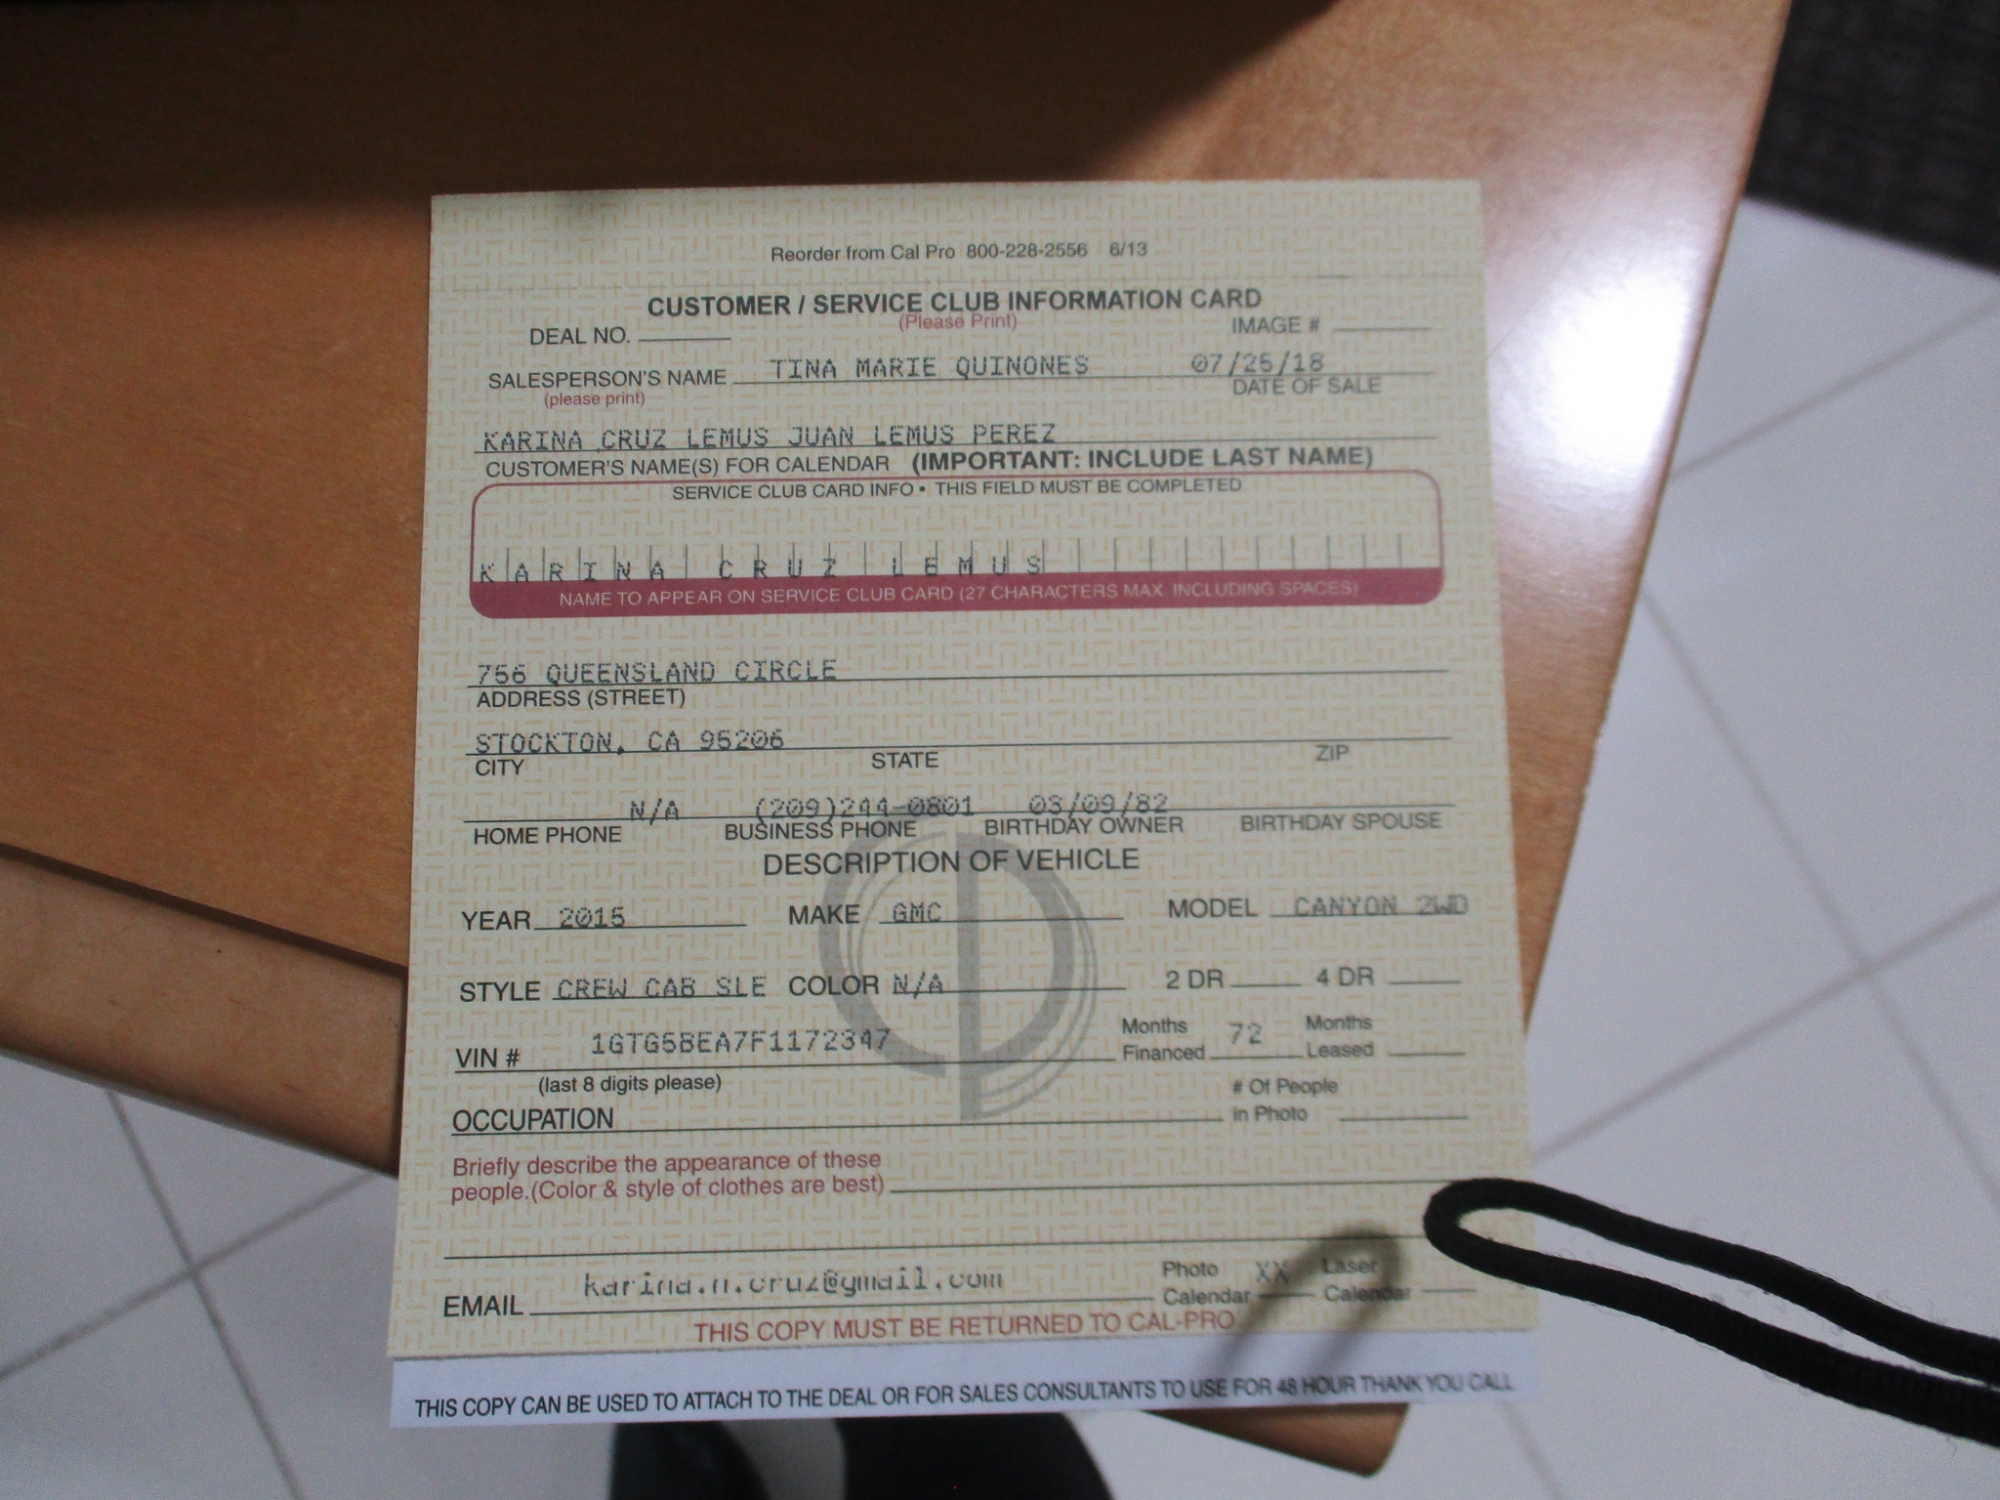 Reorder from Cal Pro 800-228-2556 6/13
CUSTOMER / SERVICE CLUB INFORMATION CARD
(Please Print)
DEAL NO. IMAGE #
SALESPERSON'S NAME TINA MARIE QUINONES 07/25/18
(please print) DATE OF SALE
KARINA CRUZ LEMUS JUAN LEMUS PEREZ
CUSTOMER'S NAME(S) FOR CALENDAR (IMPORTANT: INCLUDE LAST NAME)
SERVICE CLUB CARD INFO • THIS FIELD MUST BE COMPLETED
KARINA CRUZ LEMUS
NAME TO APPEAR ON SERVICE CLUB CARD (27 CHARACTERS MAX. INCLUDING SPACES)
756 QUEENSLAND CIRCLE
ADDRESS (STREET)
STOCKTON, CA 95206
CITY STATE ZIP
N/A (209)244-0801 03/09/82
HOME PHONE BUSINESS PHONE BIRTHDAY OWNER BIRTHDAY SPOUSE
DESCRIPTION OF VEHICLE
YEAR 2015 MAKE GMC MODEL CANYON 2WD
STYLE CREW CAB SLE COLOR N/A 2 DR 4 DR
VIN # 1GTG5BEA7F1172347 Months Financed 72 Months Leased
(last 8 digits please)
OCCUPATION # Of People in Photo
Briefly describe the appearance of these
people.(Color & style of clothes are best)
EMAIL karina.n.cruz@gmail.com Photo Calendar XX Laser Calendar
THIS COPY MUST BE RETURNED TO CAL-PRO
THIS COPY CAN BE USED TO ATTACH TO THE DEAL OR FOR SALES CONSULTANTS TO USE FOR 48 HOUR THANK YOU CALL